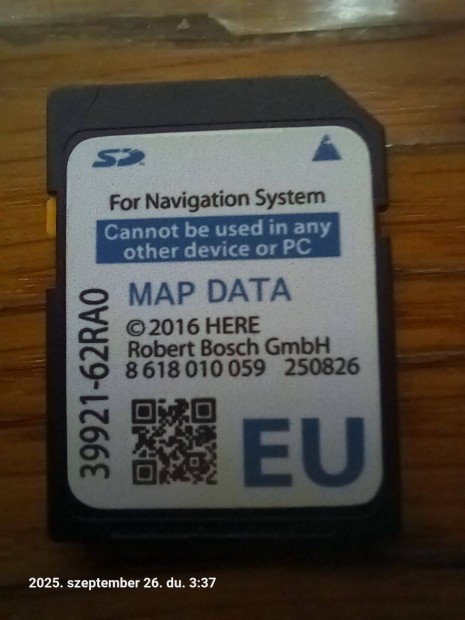 SD
For Navigation System
Cannot be used in any
other device or PC
MAP DATA
©2016 HERE
Robert Bosch GmbH
8 618 010 059 250826
39921-62RA0
EU
2025. szeptember 26. du. 3:37